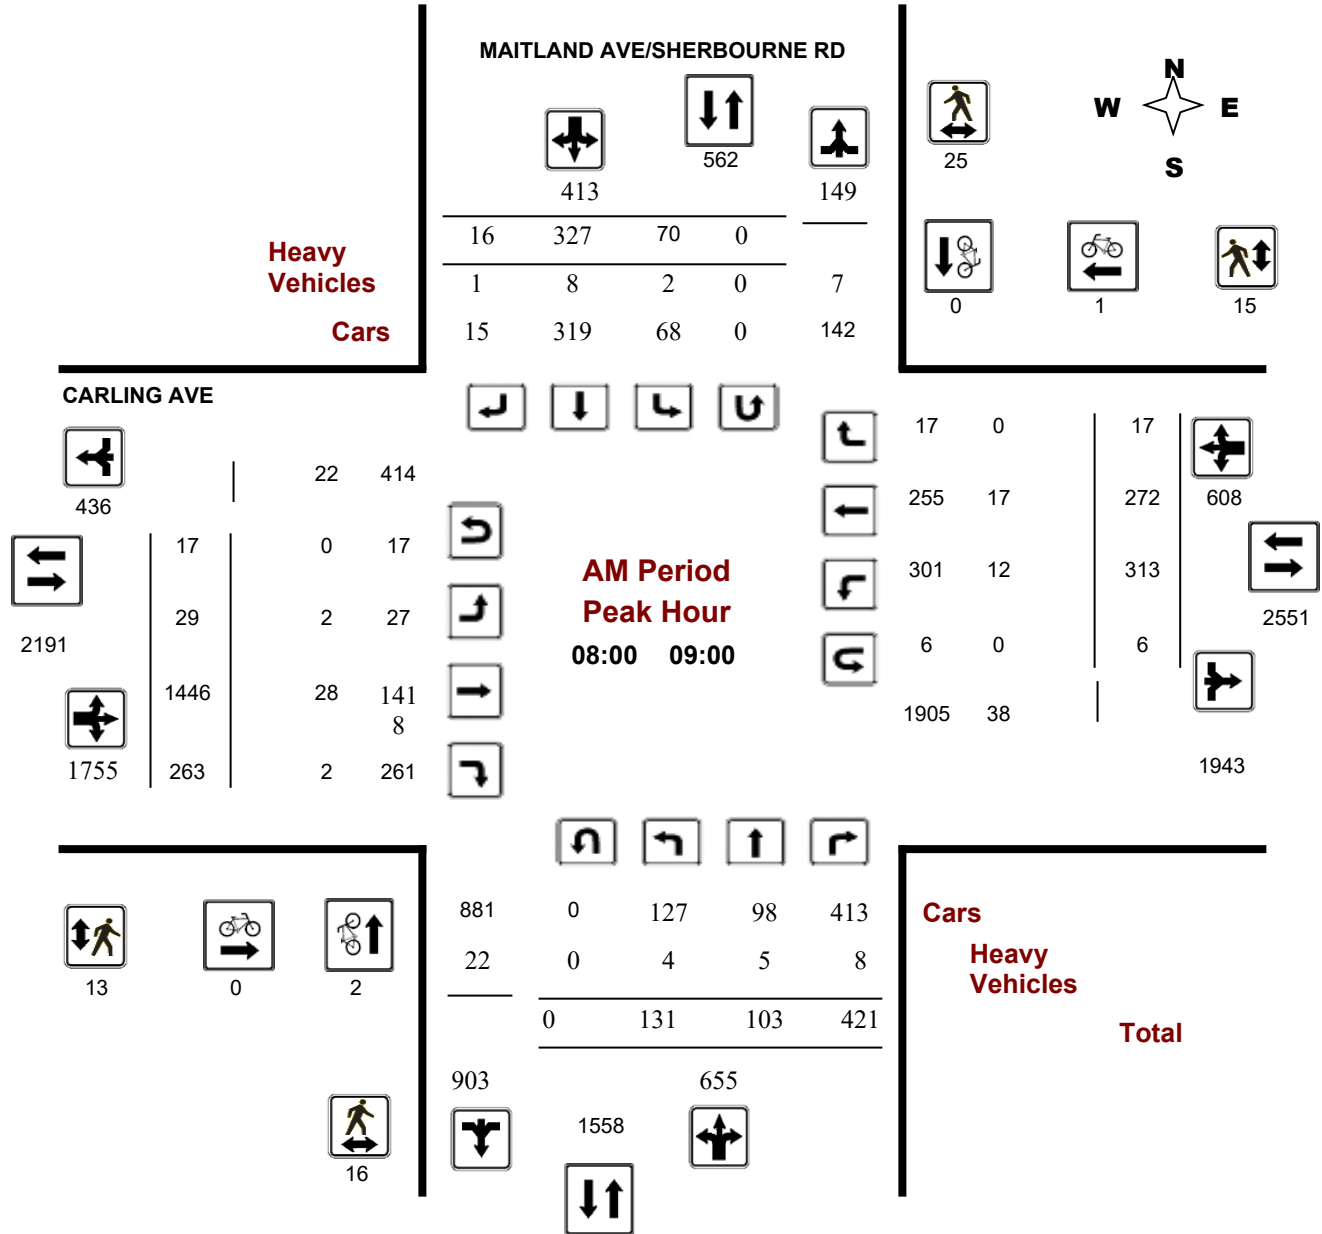 MAITLAND AVE/SHERBOURNE RD
N
W E
S
562
25
413 149
16 327 70 0
Heavy
Vehicles
1 8 2 0 7
0 1 15
Cars
15 319 68 0 142
CARLING AVE
17 0 17
22 414
436
255 17 272 608
17 0 17
AM Period
301 12 313
Peak Hour
29 2 27
2551
2191
08:00 09:00
6 0 6
1446 28 141
8
1905 38
1755 263 2 261
1943
881 0 127 98 413
Cars
22 0 4 5 8
Heavy
Vehicles
13 0 2
0 131 103 421
Total
903 655
1558
16